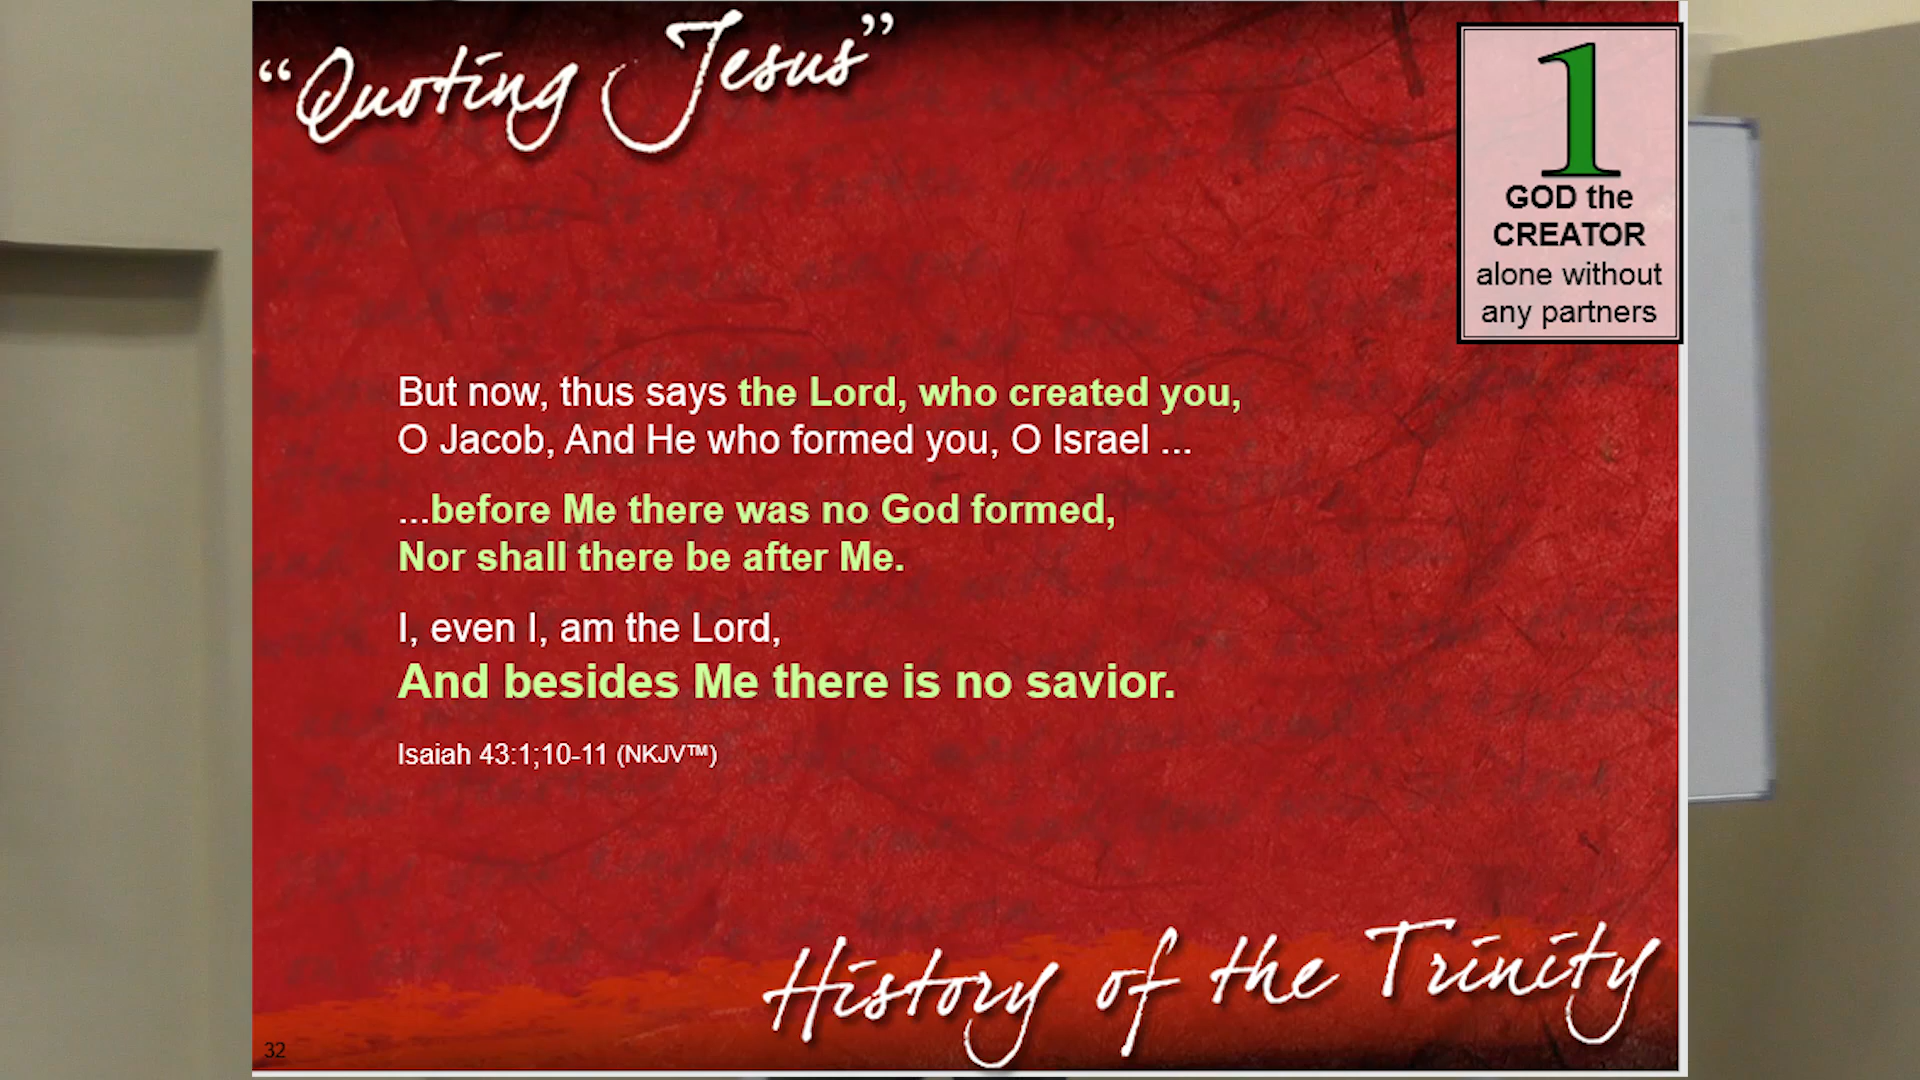 “Quoting Jesus”
1
GOD the
CREATOR
alone without
any partners
But now, thus says the Lord, who created you,
O Jacob, And He who formed you, O Israel ...
...before Me there was no God formed,
Nor shall there be after Me.
I, even I, am the Lord,
And besides Me there is no savior.
Isaiah 43:1;10-11 (NKJV™)
History of the Trinity
32